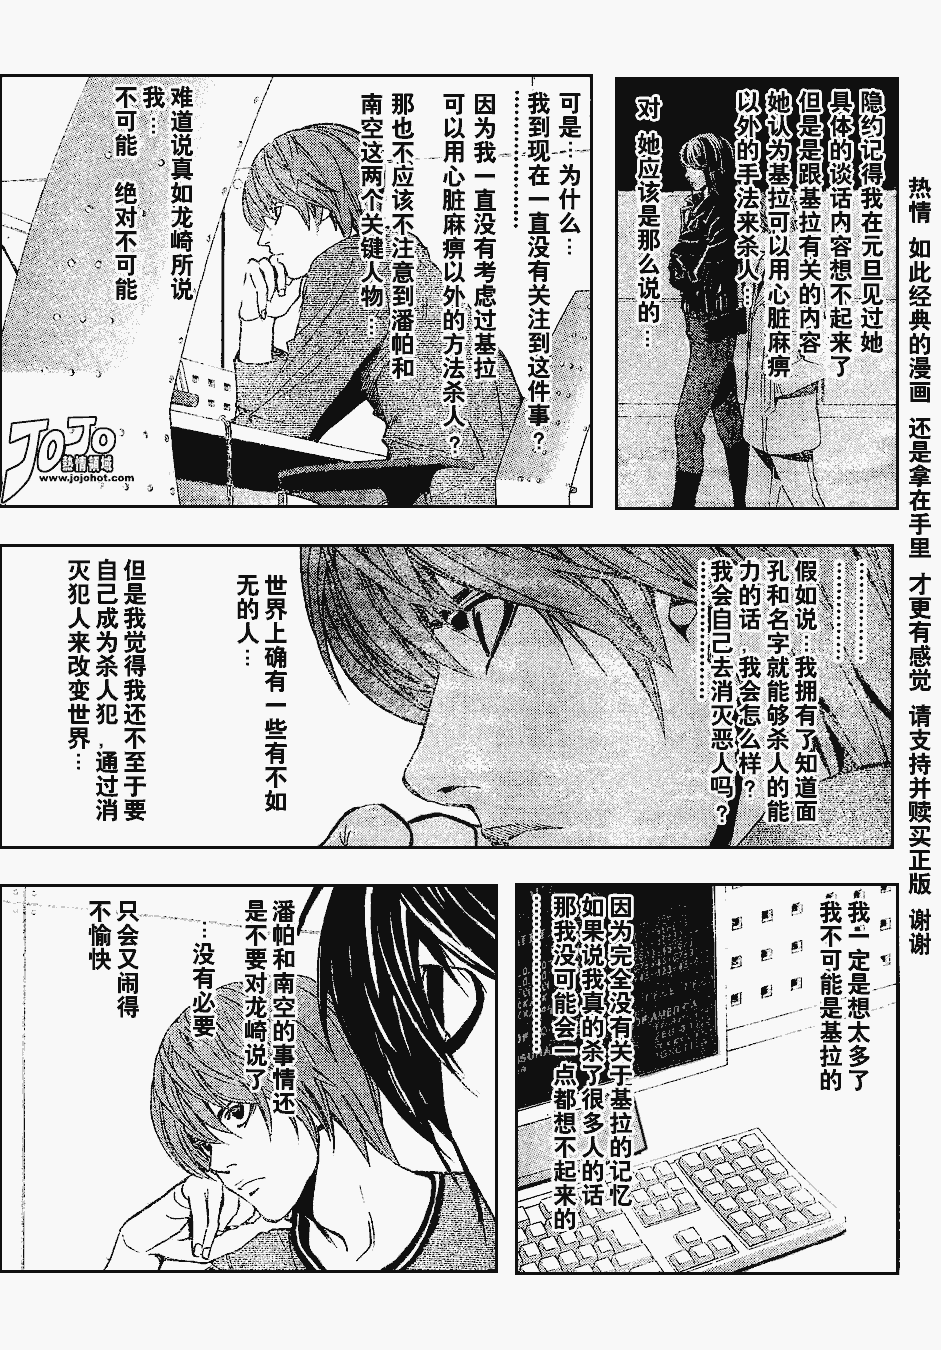 隐约记得我在元旦见过她
具体的谈话内容想不起来了
但是是跟基拉有关的内容
她认为基拉可以用心脏麻痹
以外的手法来杀人…
对 她应该是那么说的…
可是…为什么…
我到现在一直没有关注到这件事?
………………
因为我一直没有考虑过基拉
可以用心脏麻痹以外的方法杀人?
那也不应该不注意到潘帕和
南空这两个关键人物…
难道说真如龙崎所说
我…
不可能 绝对不可能
JOJO
热情领域
www.jojohot.com
………………
………………
假如说…我拥有了知道面
孔和名字就能够杀人的能
力的话,我会怎么样?
我会自己去消灭恶人吗?
………………
世界上确有一些有不如
无的人…
但是我觉得我还不至于要
自己成为杀人犯,通过消
灭犯人来改变世界…
我一定是想太多了
我不可能是基拉的
因为完全没有关于基拉的记忆
如果说我真的杀了很多人的话
那我没可能会一点都想不起来的
………………
潘帕和南空的事情还
是不要对龙崎说了
…没有必要
只会又闹得
不愉快
热情 如此经典的漫画 还是拿在手里 才更有感觉 请支持并赎买正版 谢谢